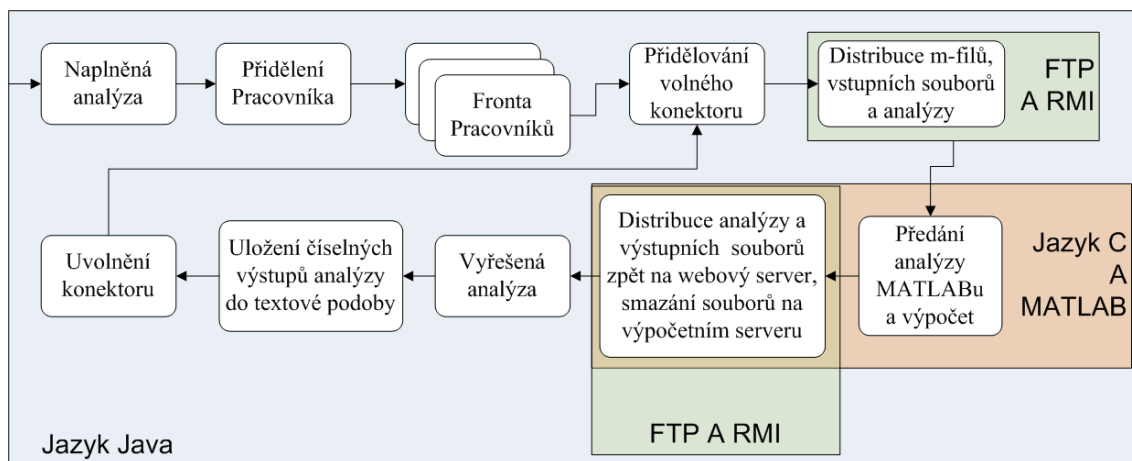 Naplněná
analýza
Přidělení
Pracovníka
Fronta
Pracovníků
Přidělování
volného
konektoru
Distribuce m-filů,
vstupních souborů
a analýzy
FTP
A RMI
Uvolnění
konektoru
Uložení číselných
výstupů analýzy
do textové podoby
Vyřešená
analýza
Distribuce analýzy a
výstupních souborů
zpět na webový server,
smazání souborů na
výpočetním serveru
Předání
analýzy
MATLABu
a výpočet
Jazyk C
A
MATLAB
Jazyk Java
FTP A RMI